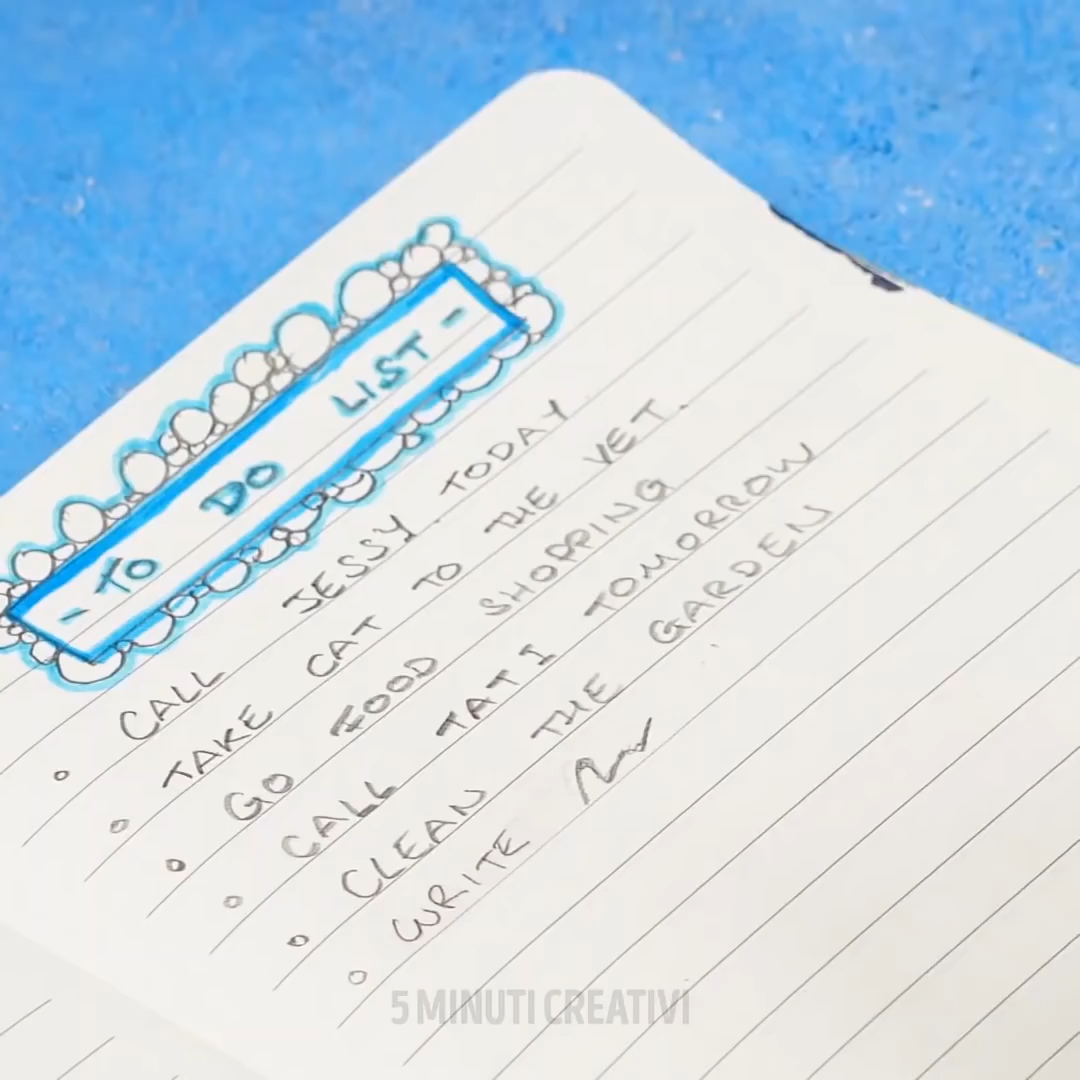 - TO DO LIST -
CALL JESSY TODAY
TAKE CAT TO THE VET.
GO FOOD SHOPPING
CALL TATI TOMORROW
CLEAN THE GARDEN
WRITE
5 MINUTI CREATIVI